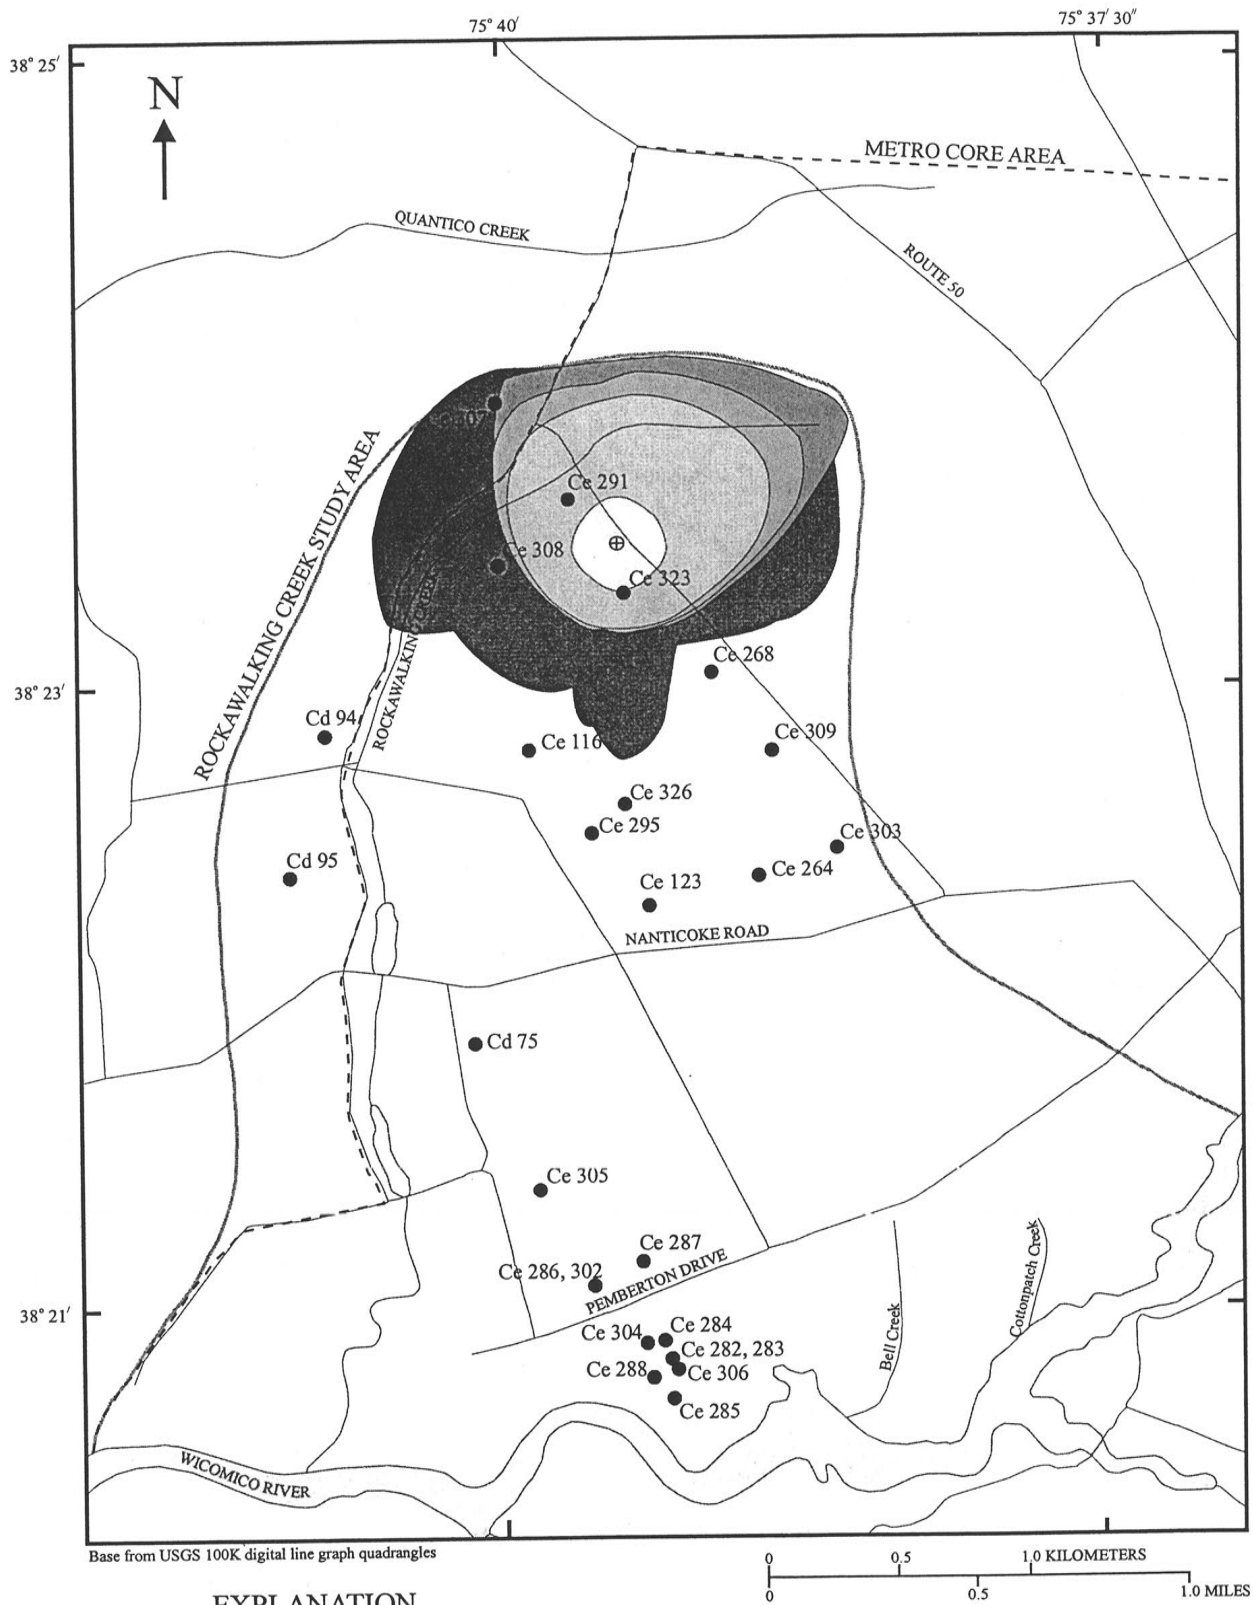 75° 40′
75° 37′ 30″
38° 25′
N
METRO CORE AREA
QUANTICO CREEK
ROUTE 50
ROCKAWALKING CREEK STUDY AREA
Ce 291
Ce 308
Ce 323
ROCKAWALKING CREEK
Ce 268
38° 23′
Cd 94
Ce 116
Ce 309
Ce 326
Ce 295
Ce 303
Cd 95
Ce 264
Ce 123
NANTICOKE ROAD
Cd 75
Ce 305
Ce 287
Ce 286, 302
PEMBERTON DRIVE
Cottonpatch Creek
Bell Creek
38° 21′
Ce 304
Ce 284
Ce 282, 283
Ce 288
Ce 306
Ce 285
WICOMICO RIVER
Base from USGS 100K digital line graph quadrangles
0 0.5 1.0 KILOMETERS
0 0.5 1.0 MILES
EXPLANATION